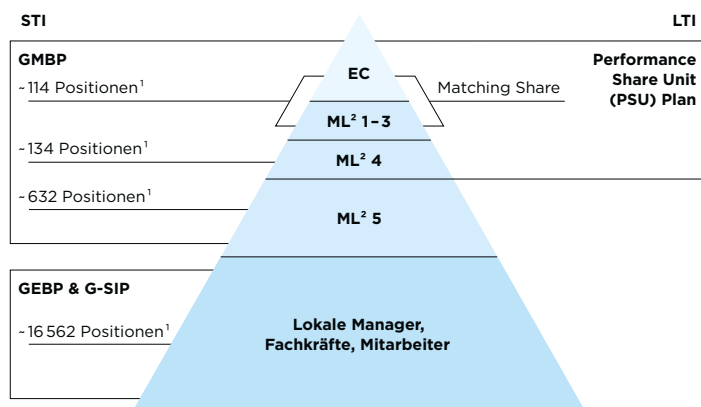 STI
LTI
GMBP
~114 Positionen¹
EC
Matching Share
Performance
Share Unit
(PSU) Plan
ML² 1–3
~134 Positionen¹
ML² 4
~632 Positionen¹
ML² 5
GEBP & G-SIP
~16 562 Positionen¹
Lokale Manager,
Fachkräfte, Mitarbeiter